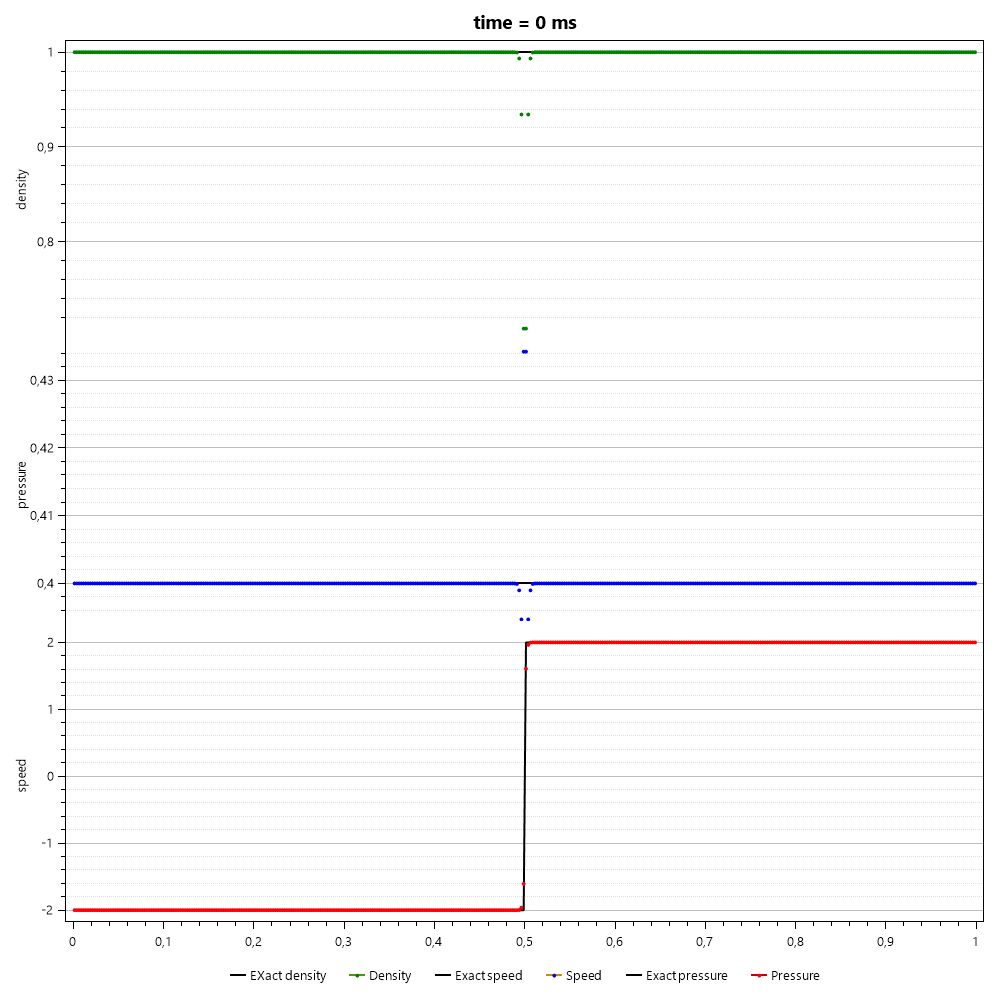 time = 0 ms
1
0,9
0,8
density
0,43
0,42
0,41
0,4
pressure
2
1
0
-1
-2
speed
0 0,1 0,2 0,3 0,4 0,5 0,6 0,7 0,8 0,9 1
EXact density Density Exact speed Speed Exact pressure Pressure